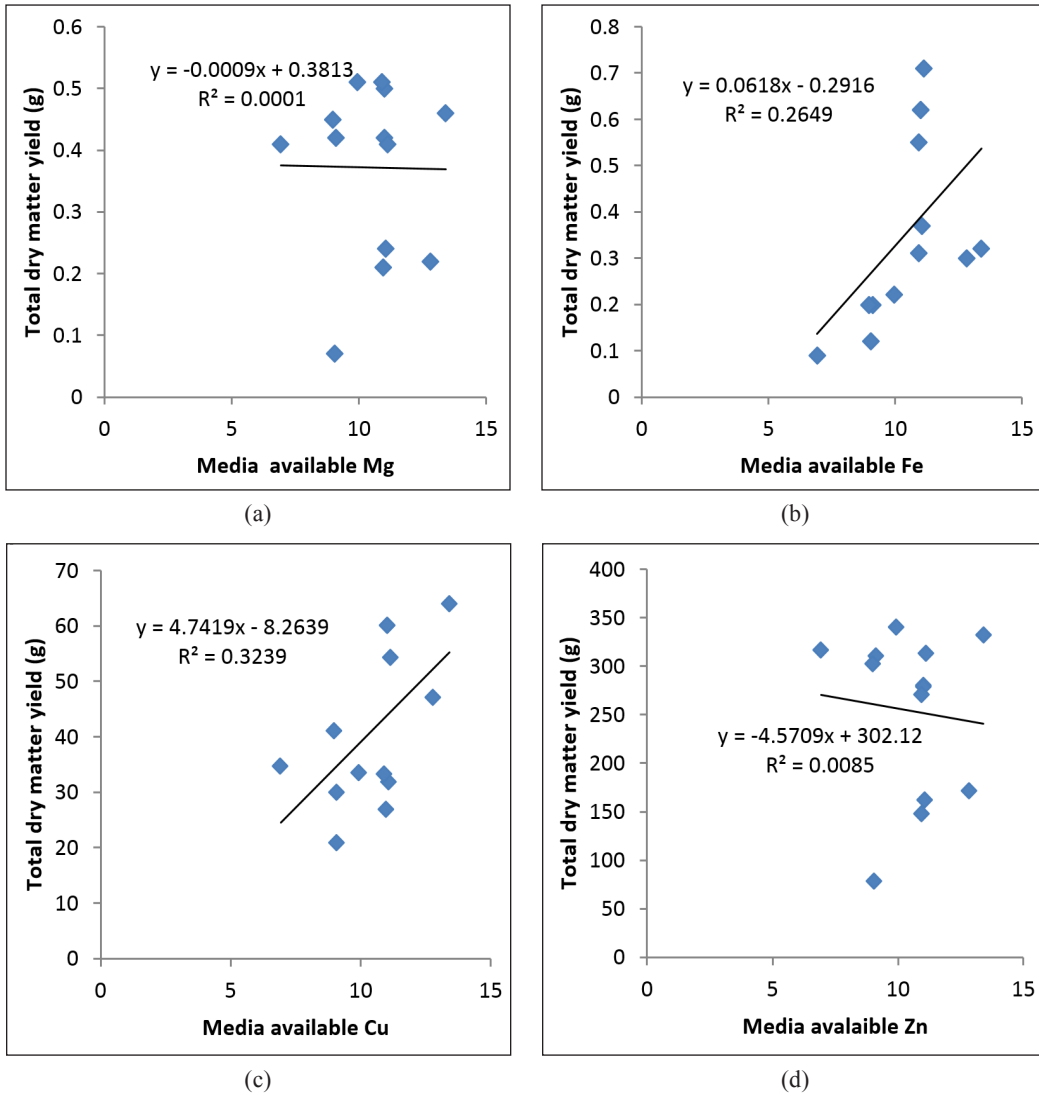 0.6
0.5
0.4
0.3
0.2
0.1
0
0
5
10
15
y = -0.0009x + 0.3813
R² = 0.0001
Total dry matter yield (g)
Media  available Mg
(a)
0.8
0.7
0.6
0.5
0.4
0.3
0.2
0.1
0
0
5
10
15
y = 0.0618x - 0.2916
R² = 0.2649
Total dry matter yield (g)
Media available Fe
(b)
70
60
50
40
30
20
10
0
0
5
10
15
y = 4.7419x - 8.2639
R² = 0.3239
Total dry matter yield (g)
Media available Cu
(c)
400
350
300
250
200
150
100
50
0
0
5
10
15
y = -4.5709x + 302.12
R² = 0.0085
Total dry matter yield (g)
Media avalaible Zn
(d)